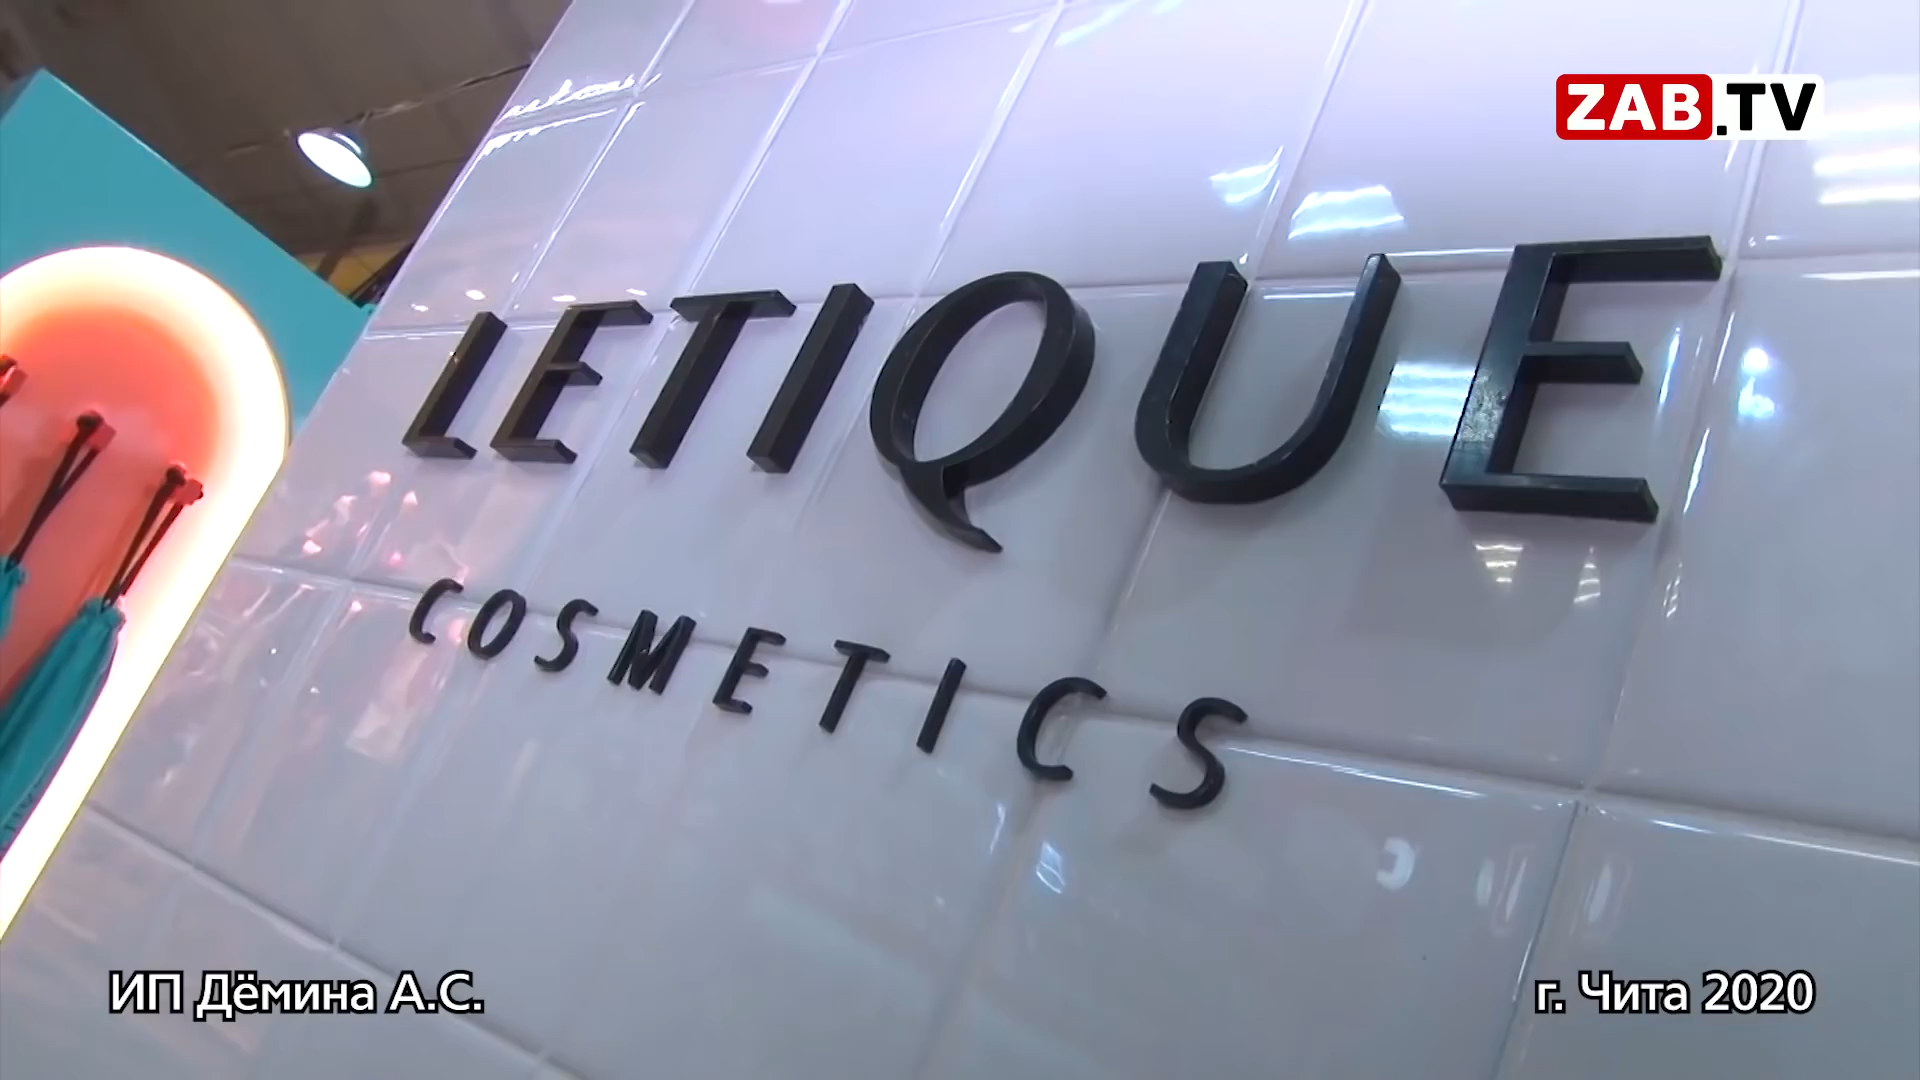 ZAB.TV
LETIQUE
COSMETICS
ИП Дёмина А.С.
г. Чита 2020